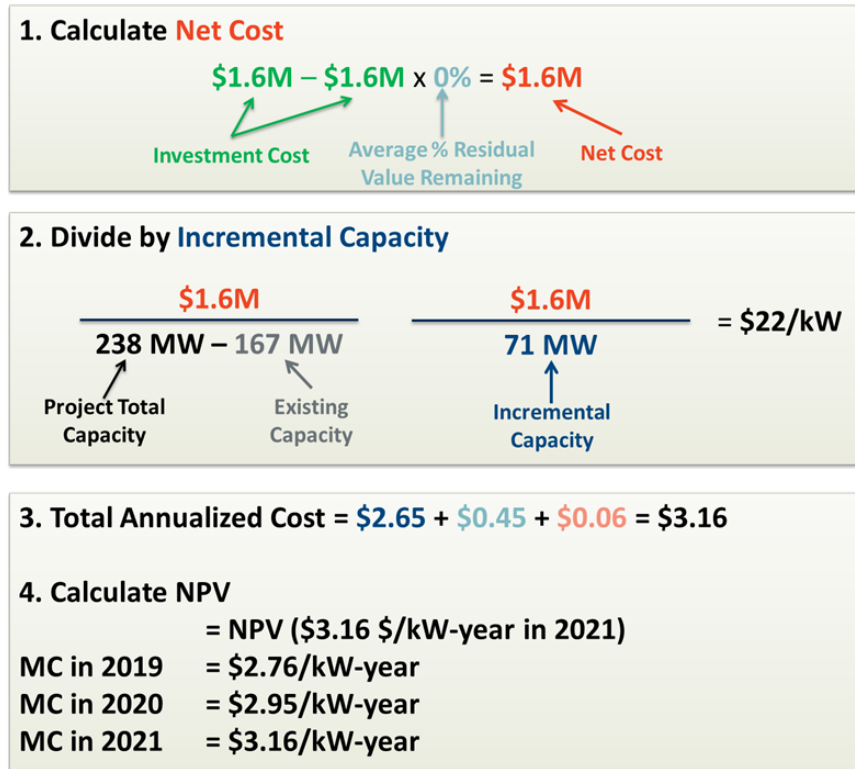 1. Calculate Net Cost
$1.6M – $1.6M x 0% = $1.6M
Investment Cost
Average % Residual
Value Remaining
Net Cost
2. Divide by Incremental Capacity
$1.6M
238 MW – 167 MW
$1.6M
71 MW
= $22/kW
Project Total
Capacity
Existing
Capacity
Incremental
Capacity
3. Total Annualized Cost = $2.65 + $0.45 + $0.06 = $3.16
4. Calculate NPV
= NPV ($3.16 $/kW-year in 2021)
MC in 2019 = $2.76/kW-year
MC in 2020 = $2.95/kW-year
MC in 2021 = $3.16/kW-year